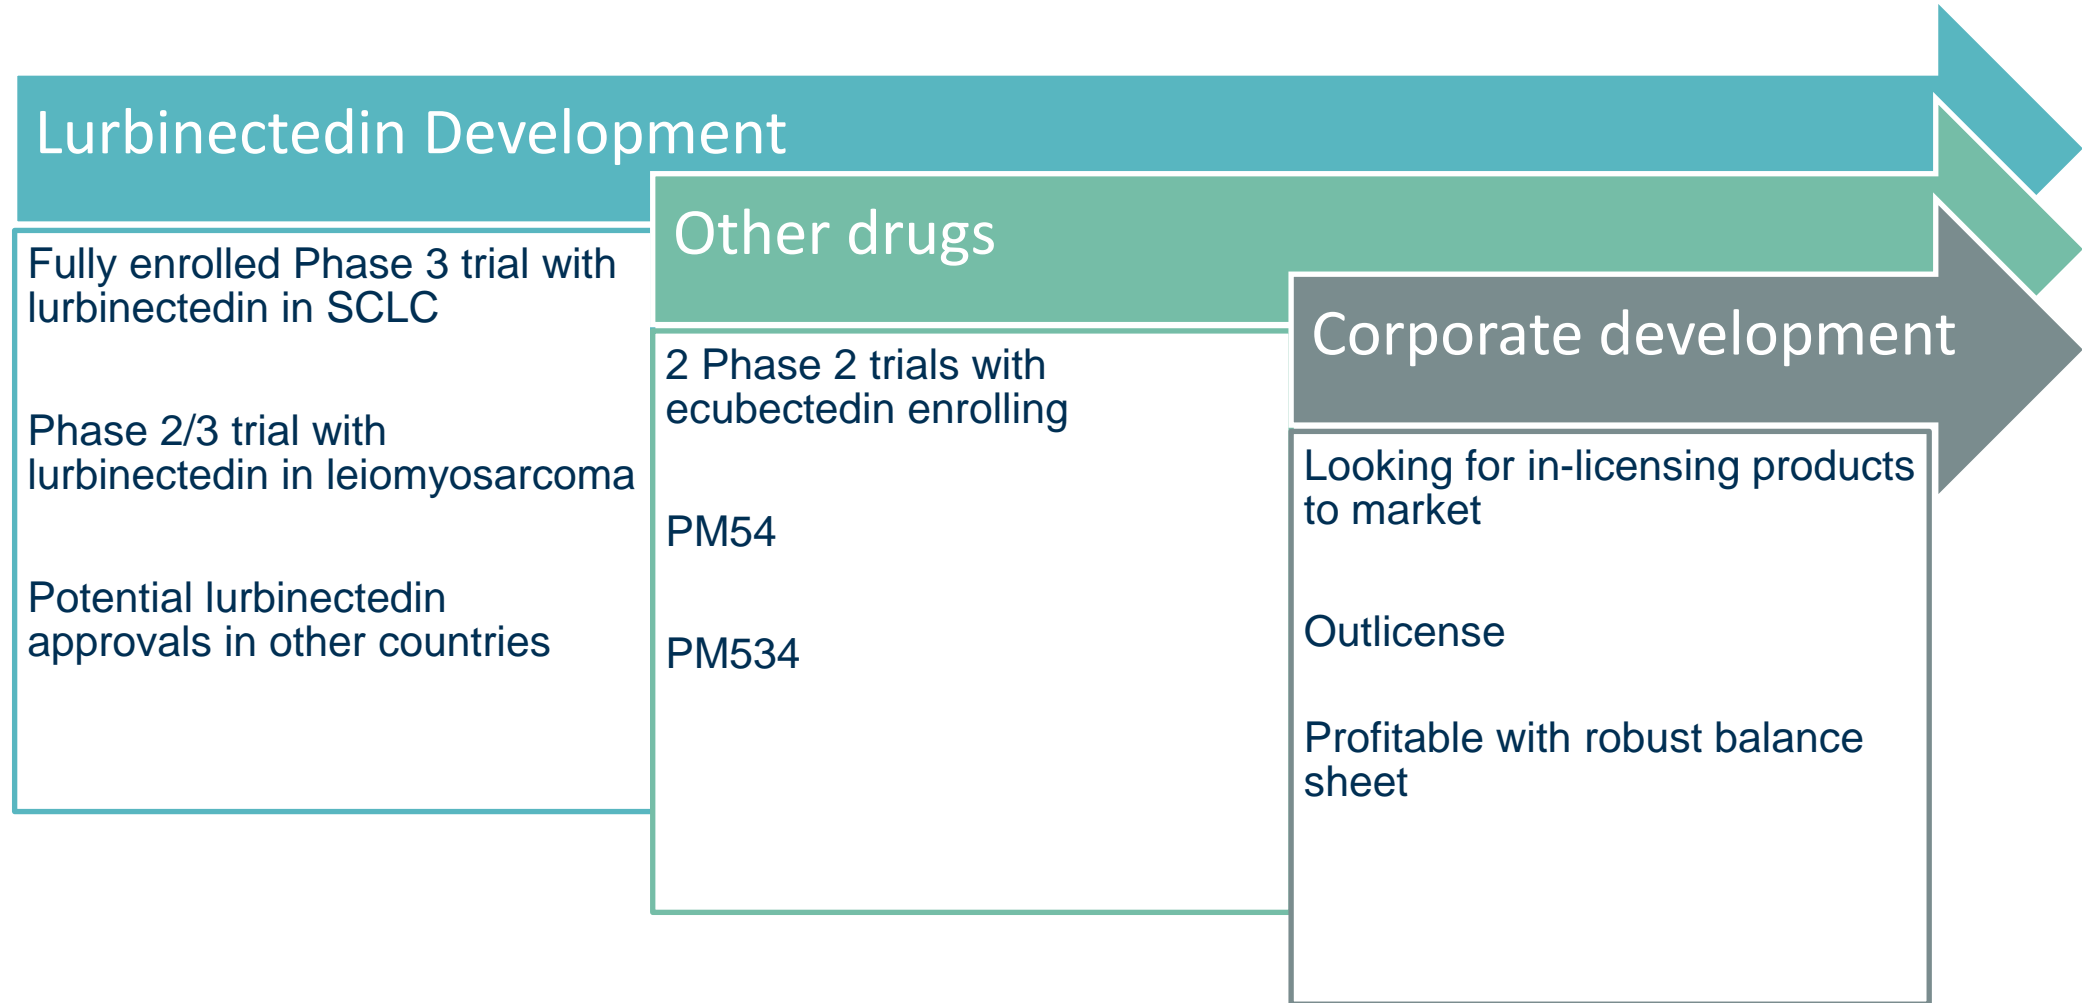 Lurbinectedin Development
Fully enrolled Phase 3 trial with
lurbinectedin in SCLC
Phase 2/3 trial with
lurbinectedin in leiomyosarcoma
Potential lurbinectedin
approvals in other countries
Other drugs
2 Phase 2 trials with
ecubectedin enrolling
PM54
PM534
Corporate development
Looking for in-licensing products
to market
Outlicense
Profitable with robust balance
sheet